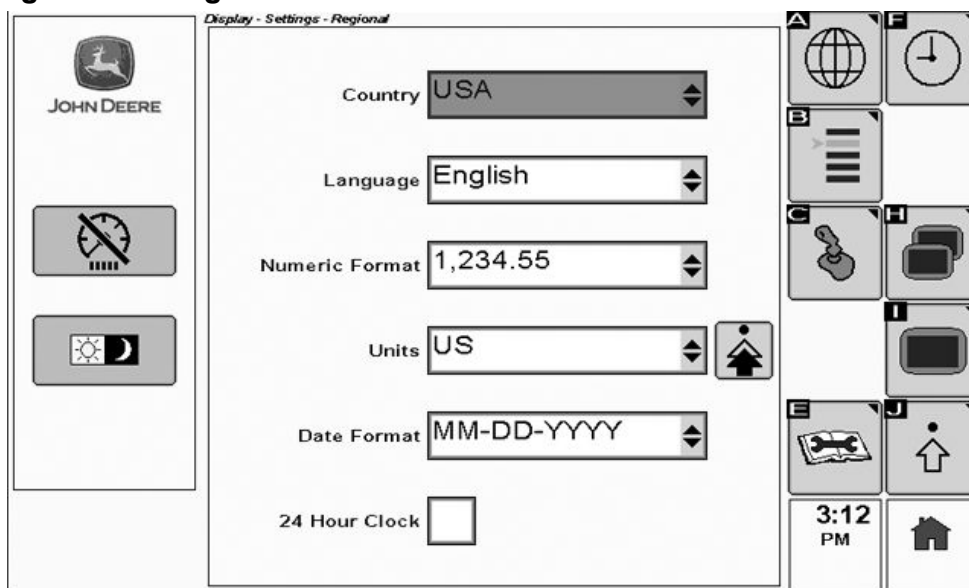 Display - Settings - Regional
JOHN DEERE
Country USA
Language English
Numeric Format 1,234.55
Units US
Date Format MM-DD-YYYY
24 Hour Clock
A
F
B
C
H
I
E
J
3:12
PM